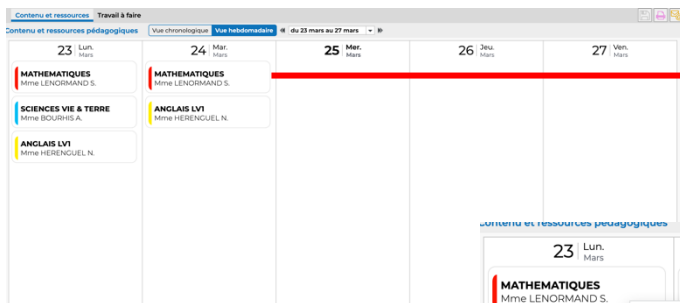 Contenu et ressources Travail à faire
Contenu et ressources pédagogiques Vue chronologique Vue hebdomadaire du 23 mars au 27 mars
23 Lun. Mars
24 Mar. Mars
25 Mer. Mars
26 Jeu. Mars
27 Ven. Mars
MATHEMATIQUES
Mme LENORMAND S.
SCIENCES VIE & TERRE
Mme BOURHIS A.
ANGLAIS LV1
Mme HERENGUEL N.
MATHEMATIQUES
Mme LENORMAND S.
ANGLAIS LV1
Mme HERENGUEL N.
Contenu et ressources pédagogiques
23 Lun. Mars
MATHEMATIQUES
Mme LENORMAND S.